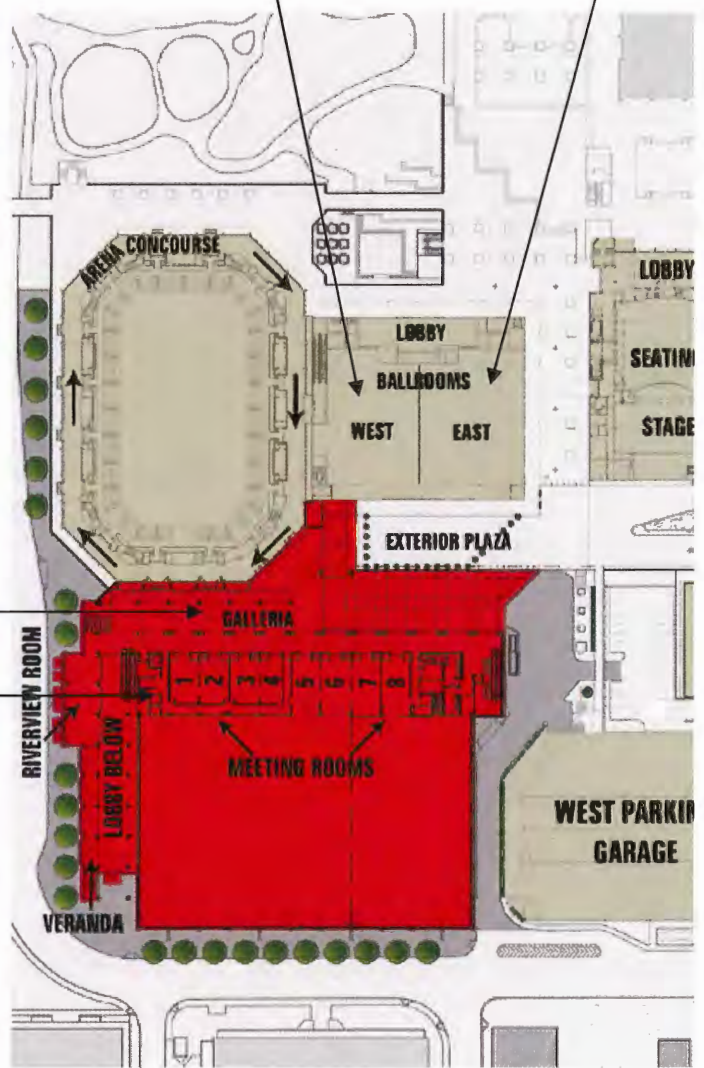 ARENA CONCOURSE
LOBBY
LOBBY
BALLROOMS
WEST
EAST
SEATIN
STAGE
EXTERIOR PLAZA
GALLERIA
1
2
3
4
5
6
7
8
RIVERVIEW ROOM
LOBBY BELOW
MEETING ROOMS
WEST PARKIN
GARAGE
VERANDA